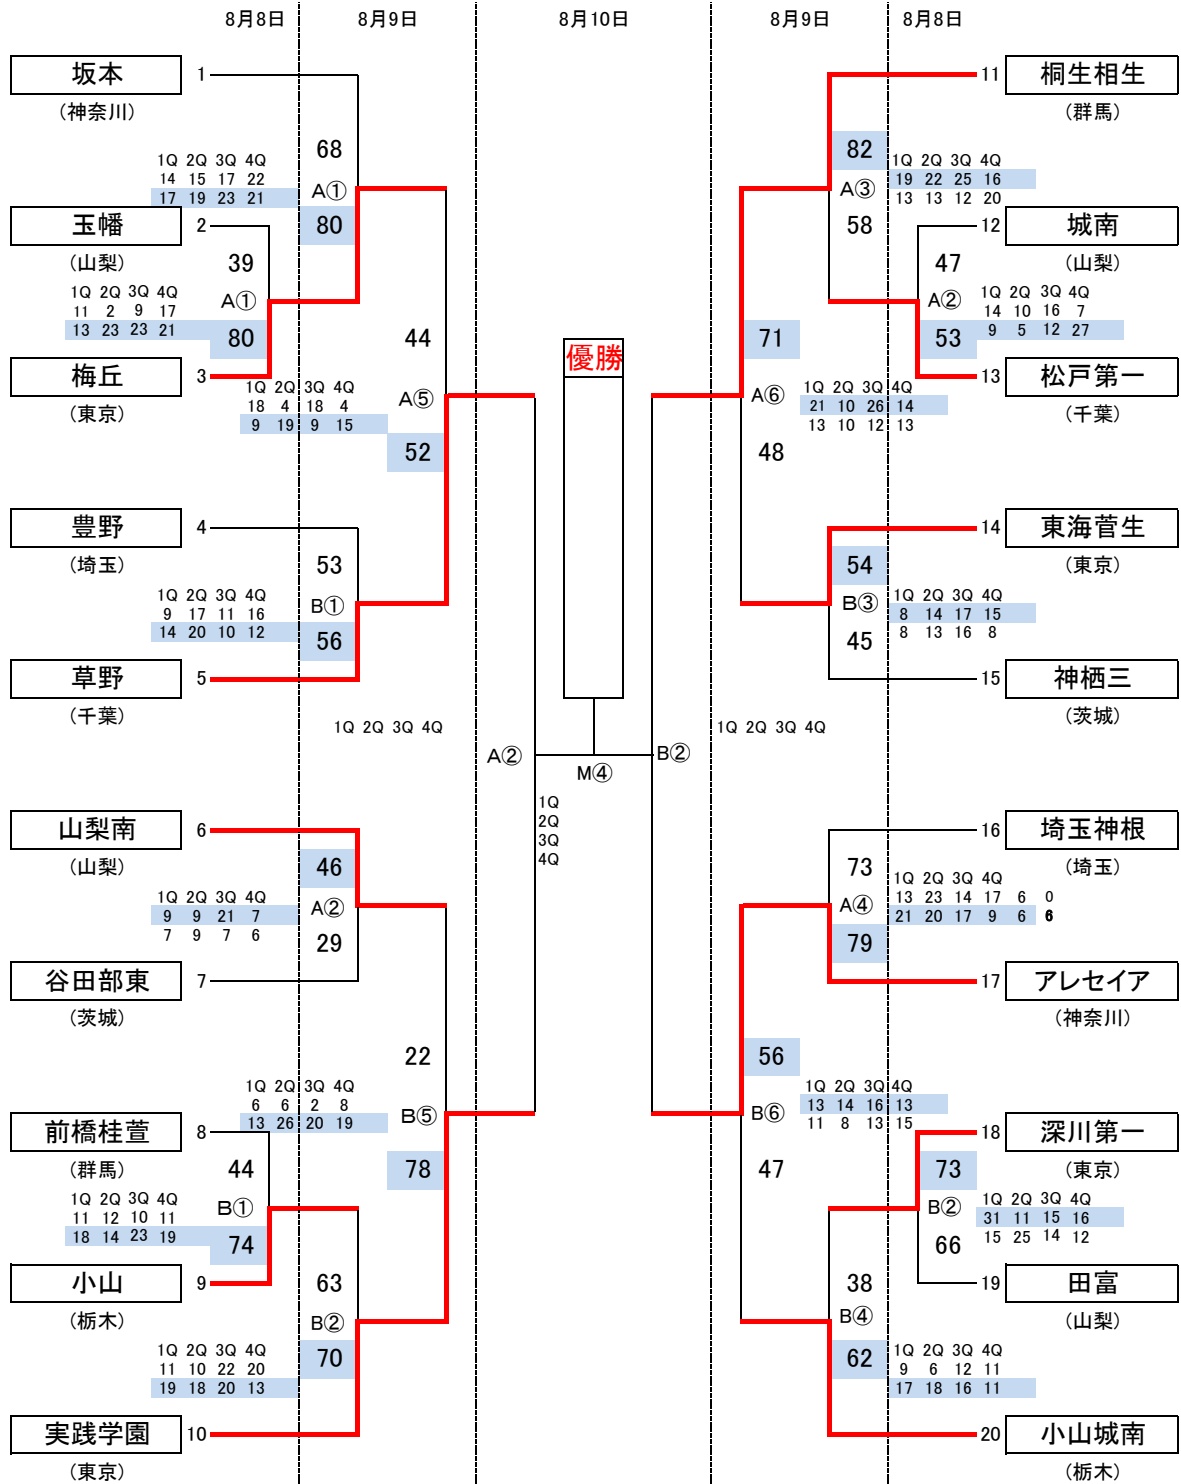 8月8日 8月9日 8月10日 8月9日 8月8日
坂本 1
(神奈川)
68
1Q 2Q 3Q 4Q
14 15 17 22
17 19 23 21
A①
80
玉幡 2
(山梨)
39
1Q 2Q 3Q 4Q
11 2 9 17
13 23 23 21
A①
80
梅丘 3
(東京)
44
1Q 2Q 3Q 4Q
18 4 18 4
9 19 9 15
A⑤
52
豊野 4
(埼玉)
53
1Q 2Q 3Q 4Q
9 17 11 16
14 20 10 12
B①
56
草野 5
(千葉)
1Q 2Q 3Q 4Q
A②
山梨南 6
(山梨)
46
1Q 2Q 3Q 4Q
9 9 21 7
7 9 7 6
A②
29
谷田部東 7
(茨城)
22
1Q 2Q 3Q 4Q
6 6 2 8
13 26 20 19
B⑤
78
前橋桂萱 8
(群馬)
44
1Q 2Q 3Q 4Q
11 12 10 11
18 14 23 19
B①
74
小山 9
(栃木)
63
B②
1Q 2Q 3Q 4Q
11 10 22 20
19 18 20 13
70
実践学園 10
(東京)
優勝
M④
1Q
2Q
3Q
4Q
11 桐生相生
(群馬)
82
1Q 2Q 3Q 4Q
19 22 25 16
13 13 12 20
A③
58
12 城南
(山梨)
47
1Q 2Q 3Q 4Q
14 10 16 7
9 5 12 27
A②
53
13 松戸第一
(千葉)
71
A⑥
1Q 2Q 3Q 4Q
21 10 26 14
13 10 12 13
48
14 東海菅生
(東京)
54
1Q 2Q 3Q 4Q
8 14 17 15
8 13 16 8
B③
45
15 神栖三
(茨城)
1Q 2Q 3Q 4Q
B②
16 埼玉神根
(埼玉)
73
1Q 2Q 3Q 4Q
13 23 14 17 6 0
21 20 17 9 6 6
A④
79
17 アレセイア
(神奈川)
56
1Q 2Q 3Q 4Q
13 14 16 13
11 8 13 15
B⑥
47
18 深川第一
(東京)
73
1Q 2Q 3Q 4Q
31 11 15 16
15 25 14 12
B②
66
19 田富
(山梨)
38
B④
1Q 2Q 3Q 4Q
9 6 12 11
17 18 16 11
62
20 小山城南
(栃木)